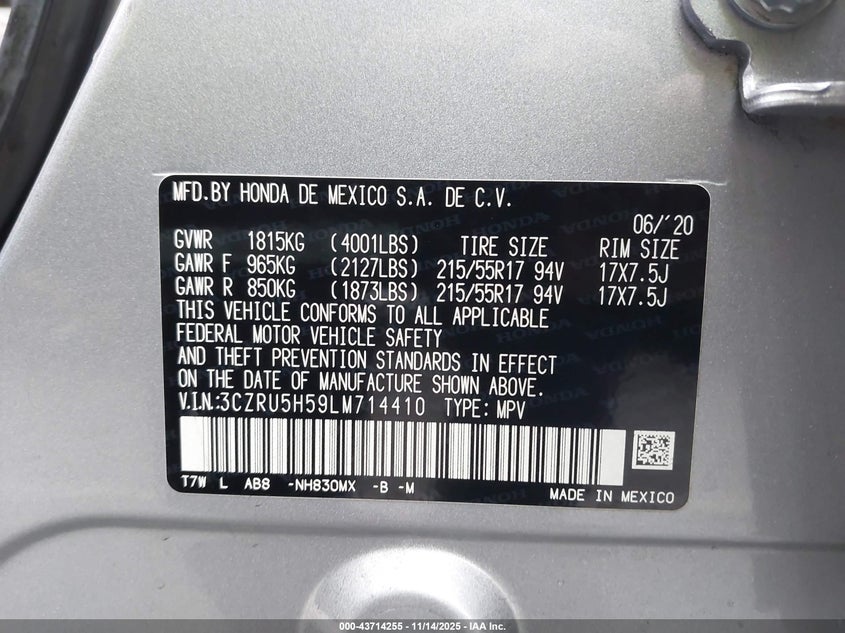 MFD.BY HONDA DE MEXICO S.A. DE C.V.
06/'20
GVWR 1815KG (4001LBS) TIRE SIZE RIM SIZE
GAWR F 965KG (2127LBS) 215/55R17 94V 17X7.5J
GAWR R 850KG (1873LBS) 215/55R17 94V 17X7.5J
THIS VEHICLE CONFORMS TO ALL APPLICABLE
FEDERAL MOTOR VEHICLE SAFETY
AND THEFT PREVENTION STANDARDS IN EFFECT
ON THE DATE OF MANUFACTURE SHOWN ABOVE.
V.I.N:3CZRU5H59LM714410 TYPE: MPV
T7W L AB8 -NH830MX -B -M
MADE IN MEXICO
000-43714255 - 11/14/2025 - IAA Inc.